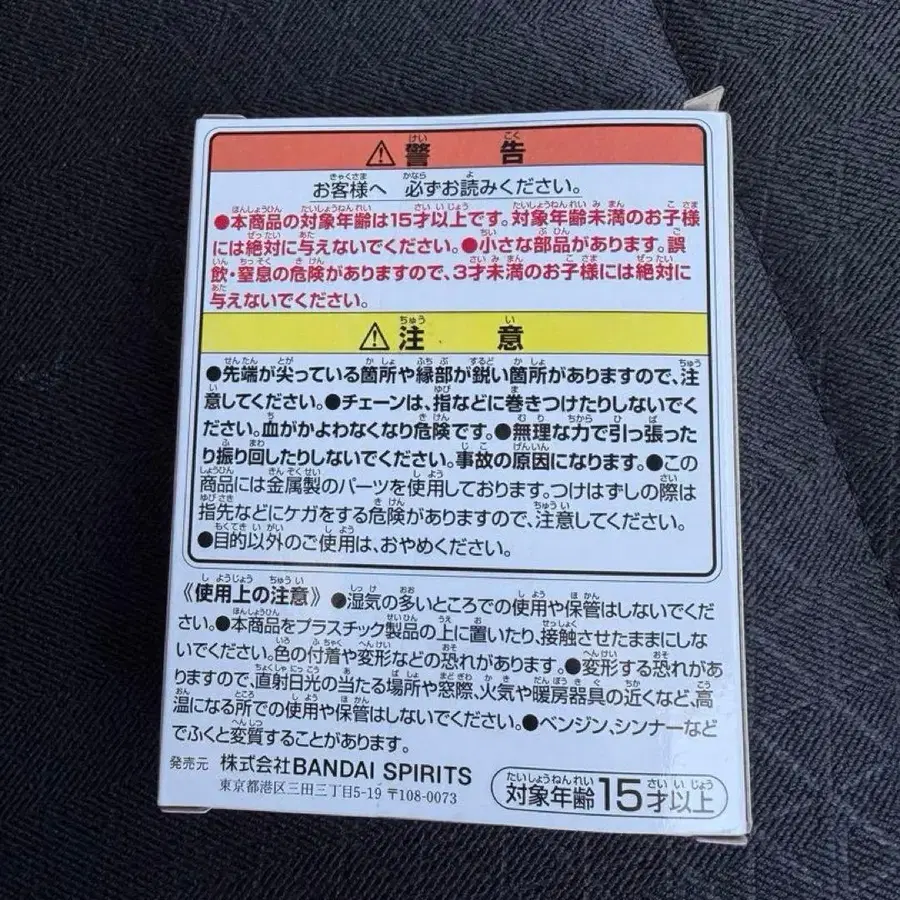 ⚠警告
お客様へ 必ずお読みください。
●本商品の対象年齢は15才以上です。対象年齢未満のお子様
には絶対に与えないでください。●小さな部品があります。誤
飲・窒息の危険がありますので、3才未満のお子様には絶対に
与えないでください。
⚠注意
●先端が尖っている箇所や縁部が鋭い箇所がありますので、注
意してください。●チェーンは、指などに巻きつけたりしないでく
ださい。血がかよわなくなり危険です。●無理な力で引っ張った
り振り回したりしないでください。事故の原因になります。●この
商品には金属製のパーツを使用しております。つけはずしの際は
指先などにケガをする危険がありますので、注意してください。
●目的以外のご使用は、おやめください。
《使用上の注意》●湿気の多いところでの使用や保管はしないでくだ
さい。●本商品をプラスチック製品の上に置いたり、接触させたままにしな
いでください。色の付着や変形などの恐れがあります。●変形する恐れがあ
りますので、直射日光の当たる場所や窓際、火気や暖房器具の近くなど、高
温になる所での使用や保管はしないでください。●ベンジン、シンナーなど
でふくと変質することがあります。
発売元 株式会社BANDAI SPIRITS
東京都港区三田三丁目5-19 〒108-0073
対象年齢 15才以上